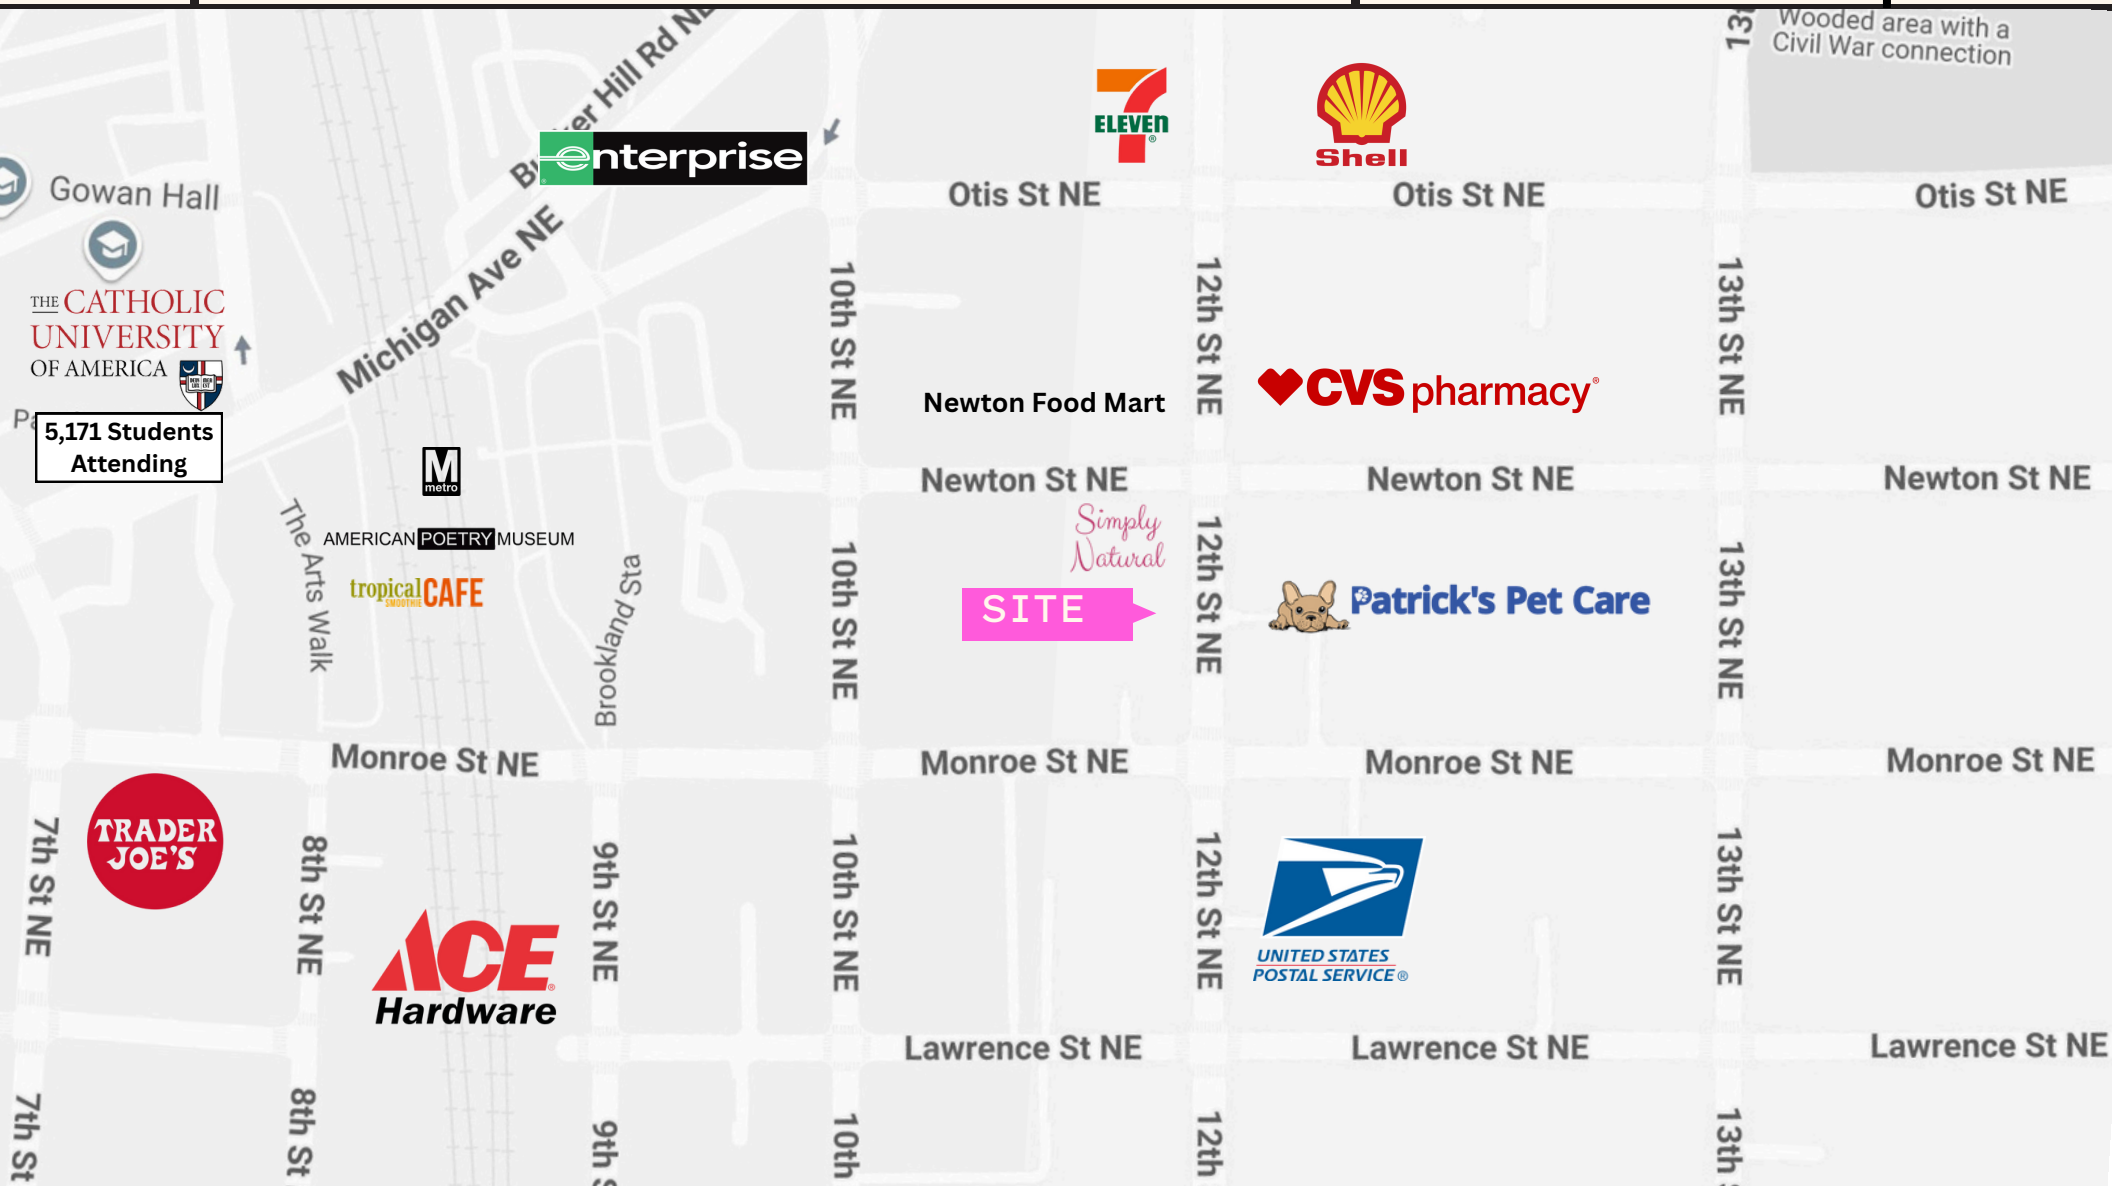 Wooded area with a
Civil War connection
13
7
ELEVEN
Shell
er Hill Rd NE
enterprise
Otis St NE
Otis St NE
Otis St NE
Gowan Hall
Michigan Ave NE
THE CATHOLIC
UNIVERSITY
OF AMERICA
5,171 Students
Attending
10th St NE
12th St NE
13th St NE
Newton Food Mart
CVS pharmacy®
M
metro
Newton St NE
Newton St NE
Newton St NE
The Arts Walk
AMERICAN POETRY MUSEUM
tropical CAFE
SMOOTHIE
Brookland Sta
Simply
Natural
SITE
10th St NE
12th St NE
13th St NE
Patrick's Pet Care
Monroe St NE
Monroe St NE
Monroe St NE
Monroe St NE
TRADER
JOE'S
7th St NE
8th St NE
9th St NE
10th St NE
12th St NE
13th St NE
ACE
Hardware
UNITED STATES
POSTAL SERVICE®
Lawrence St NE
Lawrence St NE
Lawrence St NE
7th St
8th St
9th S
10th
12th
13th